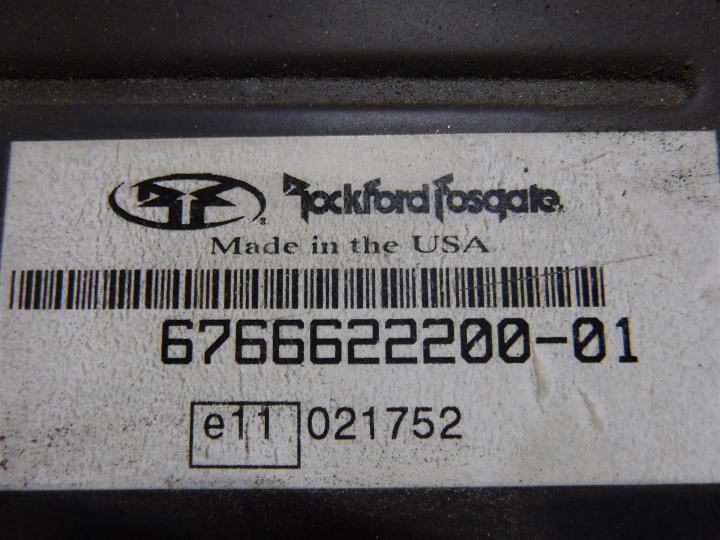 Rockford Fosgate
Made in the USA
6766622200-01
e11 021752